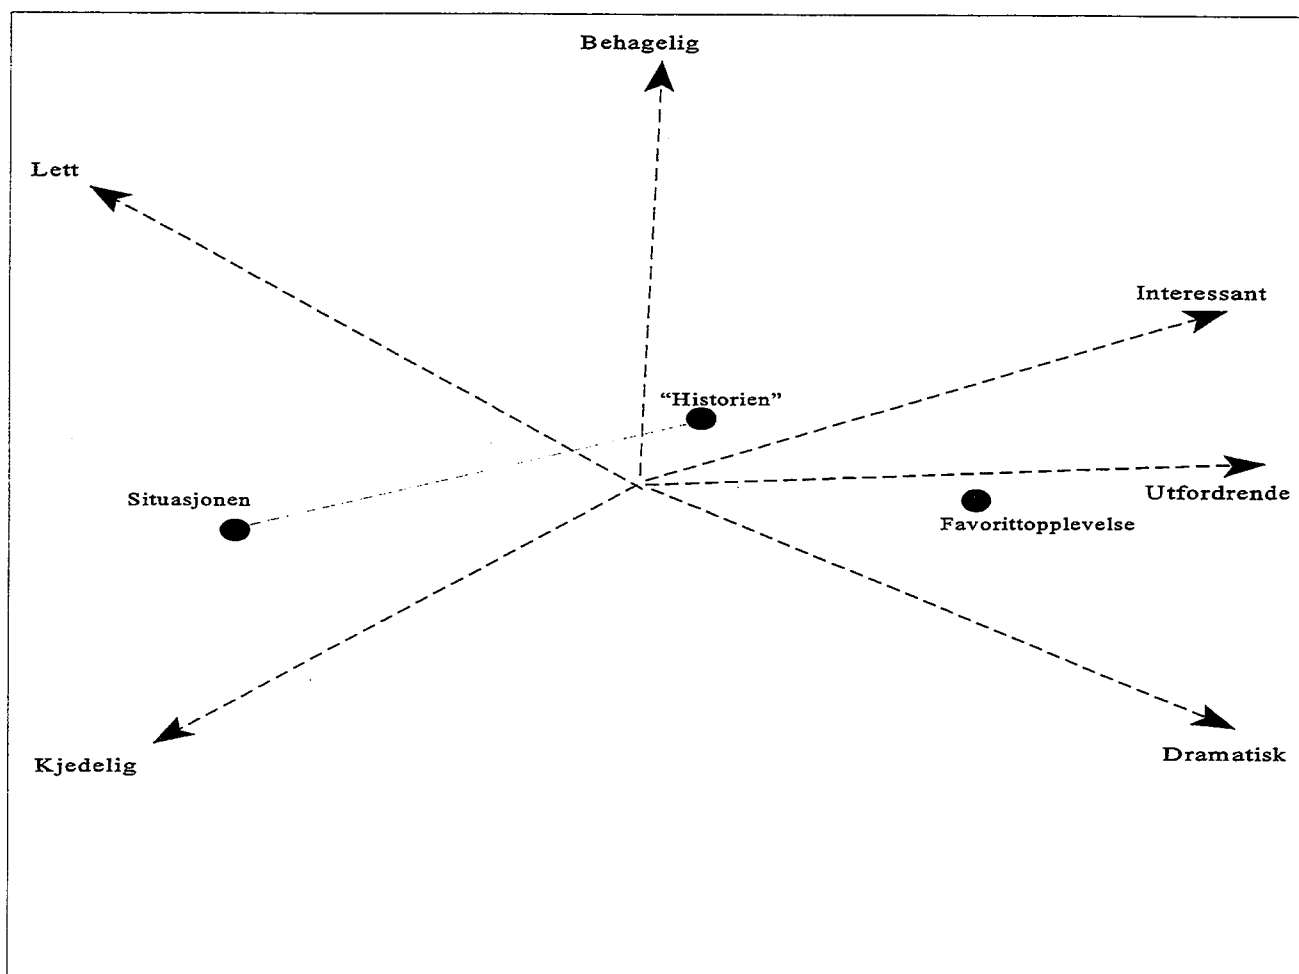 Behagelig
Lett
Interessant
“Historien”
Situasjonen
Utfordrende
Favorittopplevelse
Kjedelig
Dramatisk